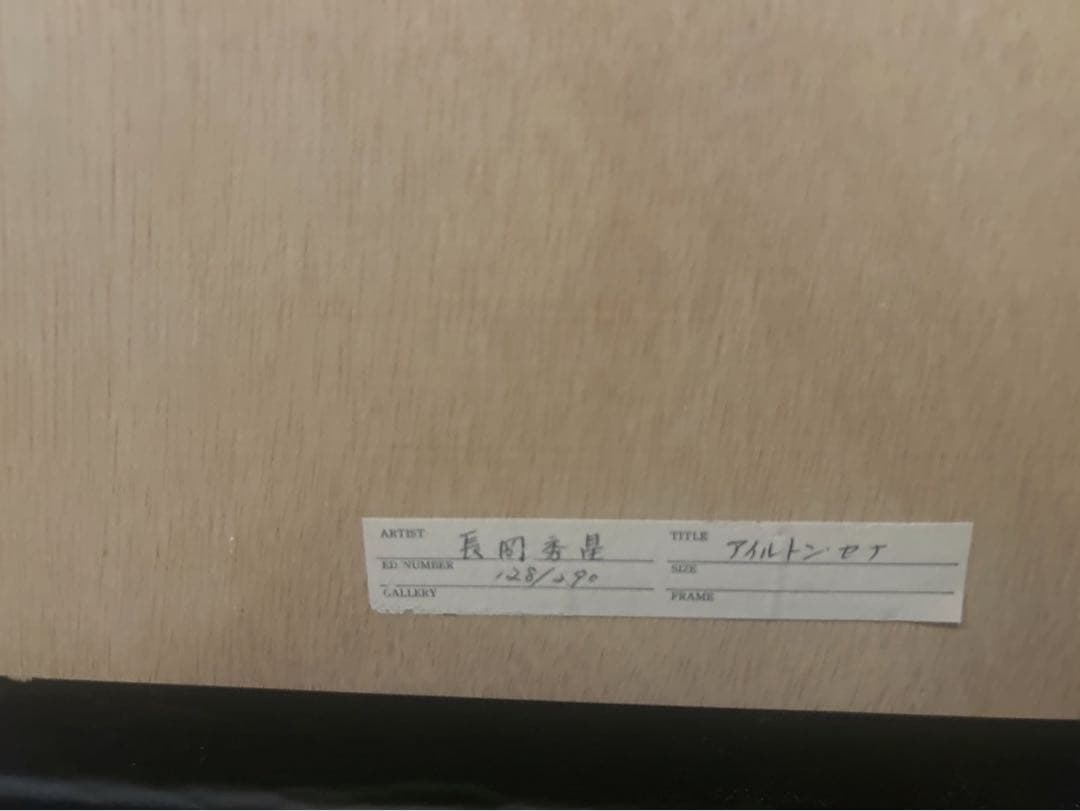 ARTIST 長岡秀星
ED NUMBER 128/290
GALLERY
TITLE アイルトン・セナ
SIZE
FRAME